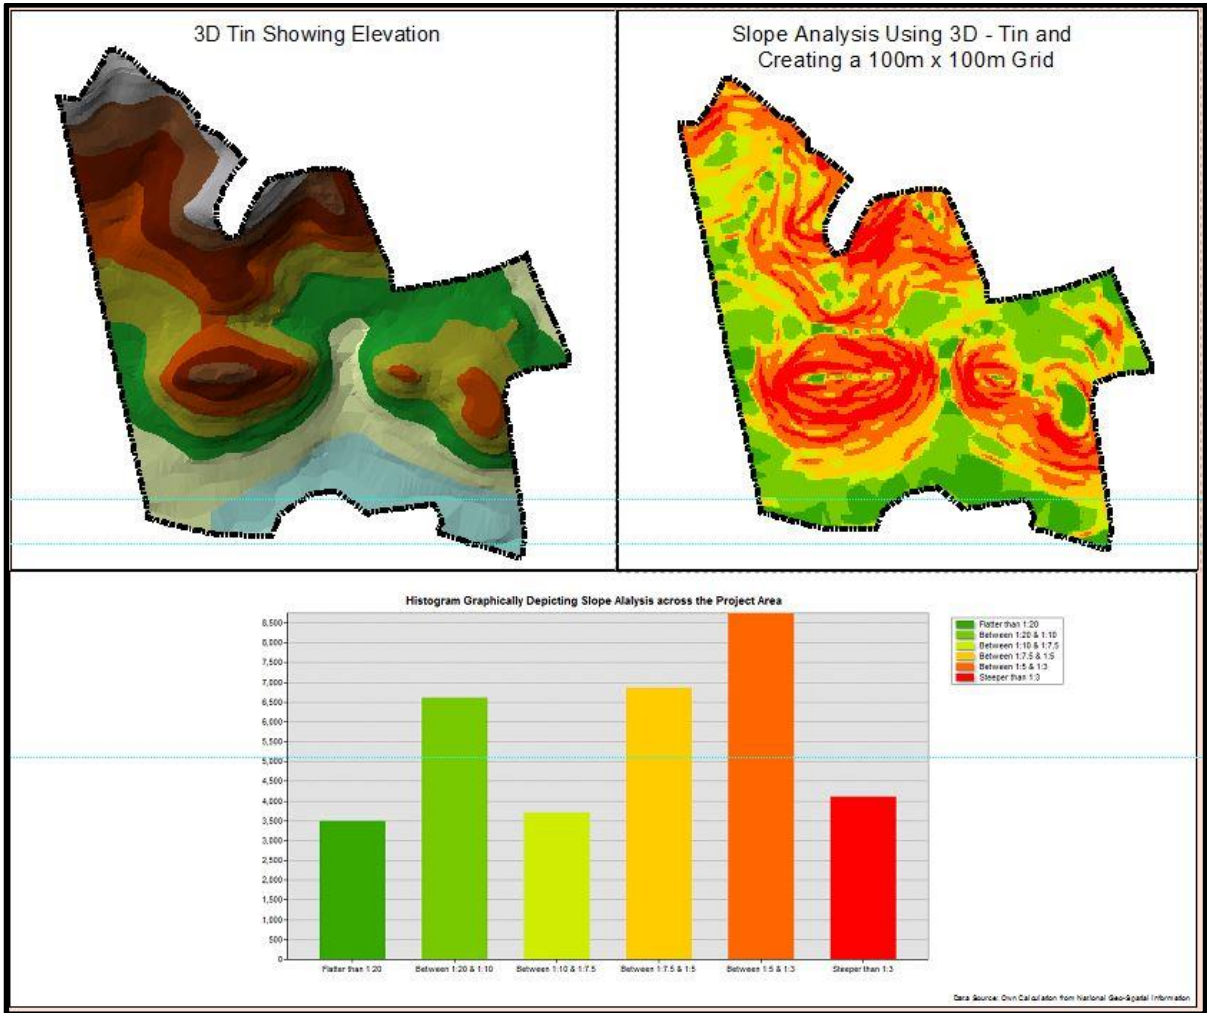 3D Tin Showing Elevation
Slope Analysis Using 3D - Tin and
Creating a 100m x 100m Grid
Histogram Graphically Depicting Slope Alalysis across the Project Area
8,500
8,000
7,500
7,000
6,500
6,000
5,500
5,000
4,500
4,000
3,500
3,000
2,500
2,000
1,500
1,000
500
0
Flatter than 1:20
Between 1:20 & 1:10
Between 1:10 & 1:7.5
Between 1:7.5 & 1:5
Between 1:5 & 1:3
Steeper than 1:3
Flatter than 1:20
Between 1:20 & 1:10
Between 1:10 & 1:7.5
Between 1:7.5 & 1:5
Between 1:5 & 1:3
Steeper than 1:3
Data Source: Own Calculation from National Geo-Spatial Information